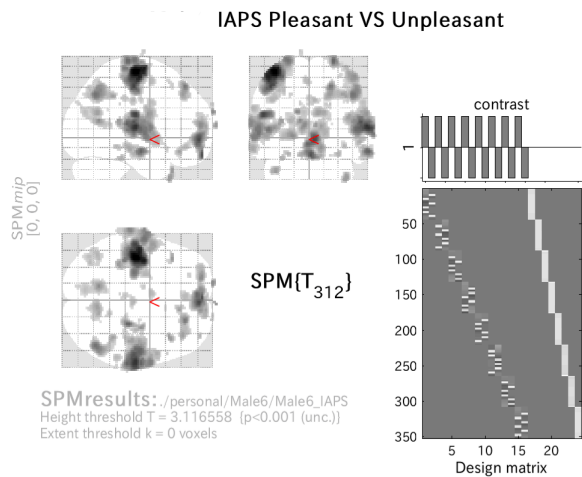 IAPS Pleasant VS Unpleasant
SPMmip
[0, 0, 0]
<
<
<
SPM{T312}
contrast
1
50
100
150
200
250
300
350
5
10
15
20
Design matrix
SPMresults: ./personal/Male6/Male6_IAPS
Height threshold T = 3.116558 {p<0.001 (unc.)}
Extent threshold k = 0 voxels